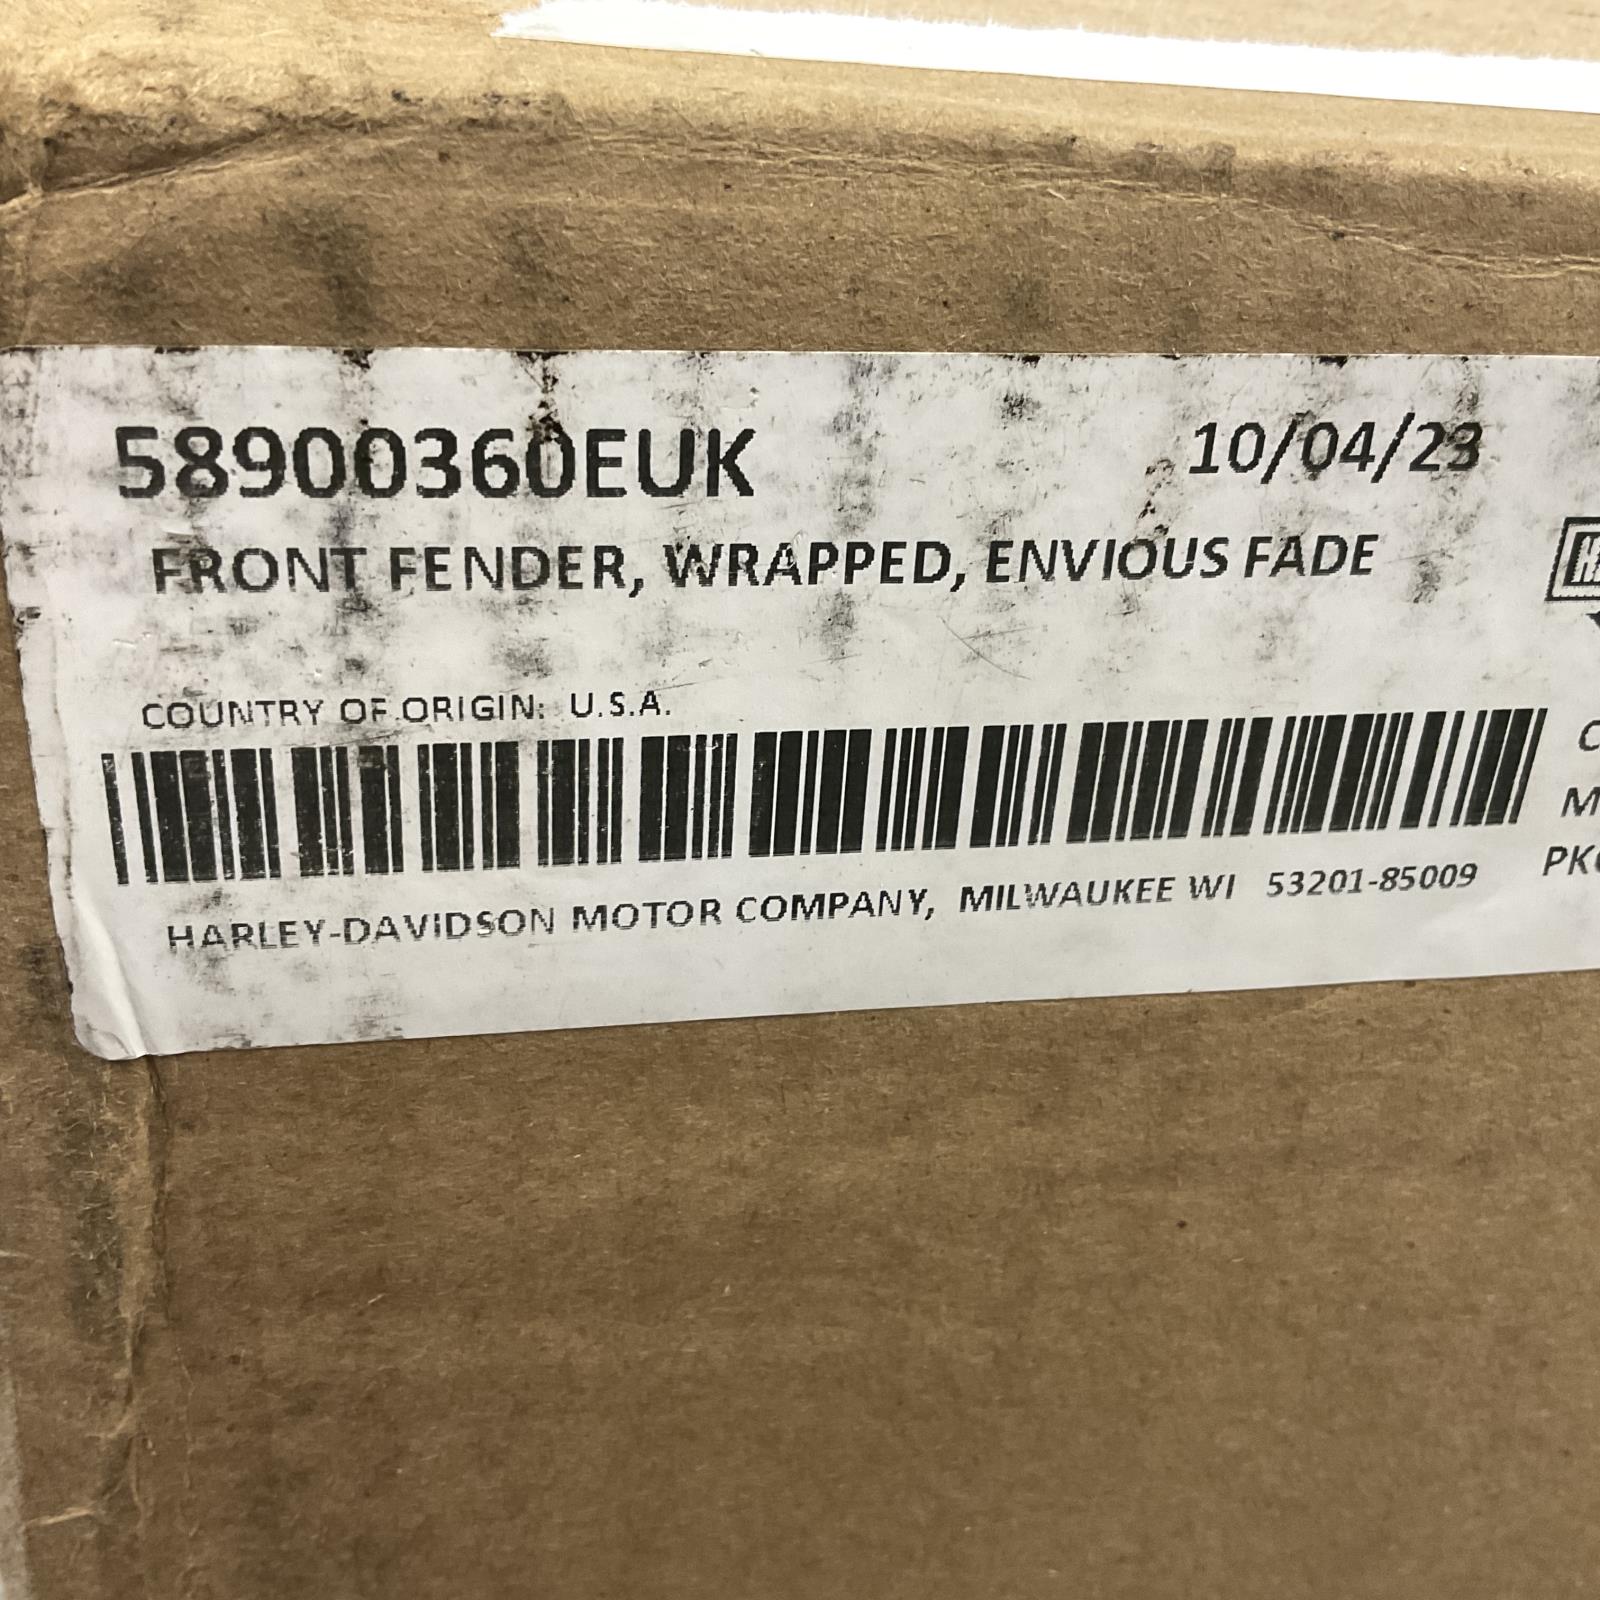 58900360EUK 10/04/23
FRONT FENDER, WRAPPED, ENVIOUS FADE
COUNTRY OF ORIGIN: U.S.A.
HARLEY-DAVIDSON MOTOR COMPANY, MILWAUKEE WI 53201-85009